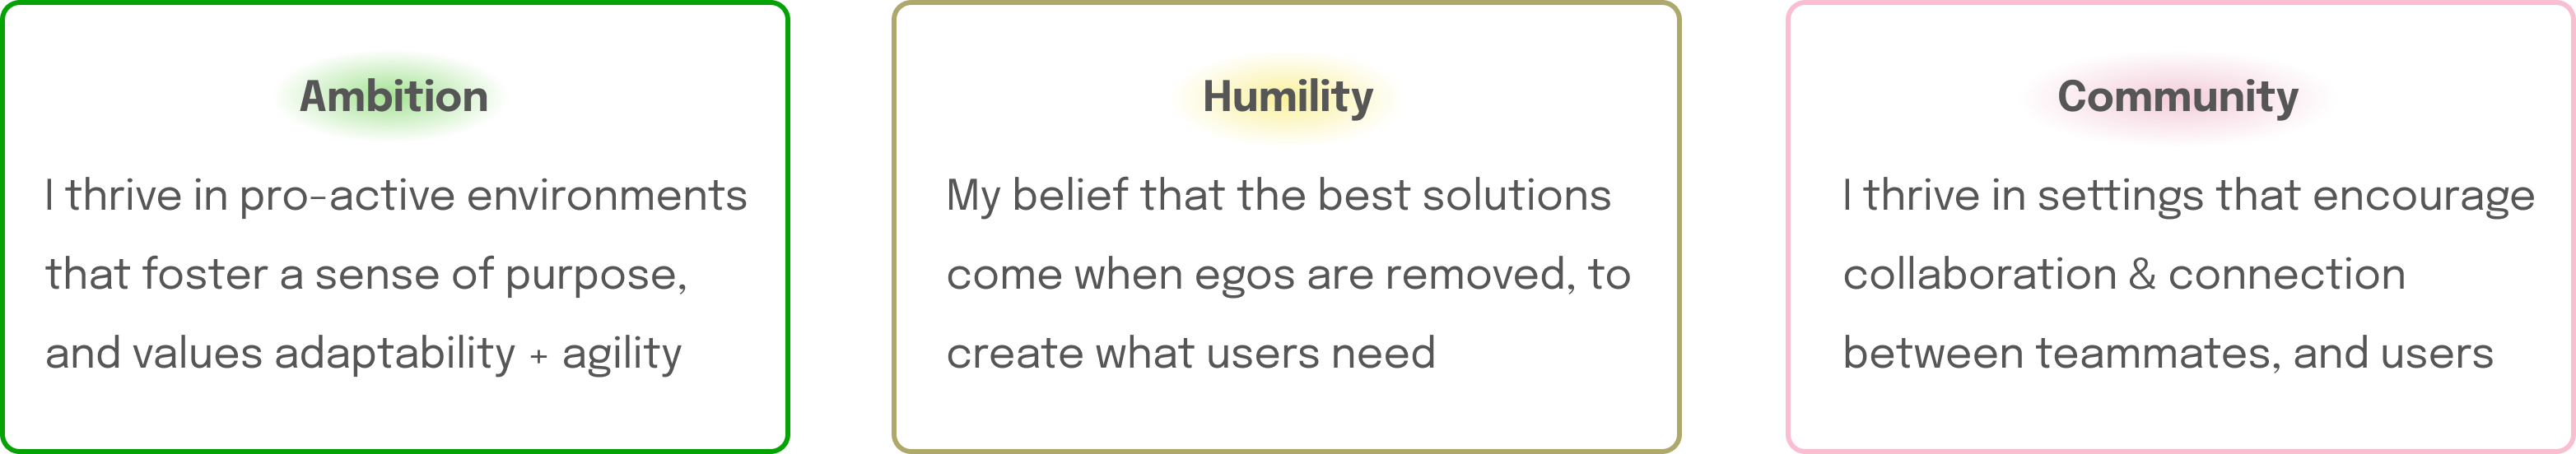 Ambition
I thrive in pro-active environments
that foster a sense of purpose,
and values adaptability + agility
Humility
My belief that the best solutions
come when egos are removed, to
create what users need
Community
I thrive in settings that encourage
collaboration & connection
between teammates, and users